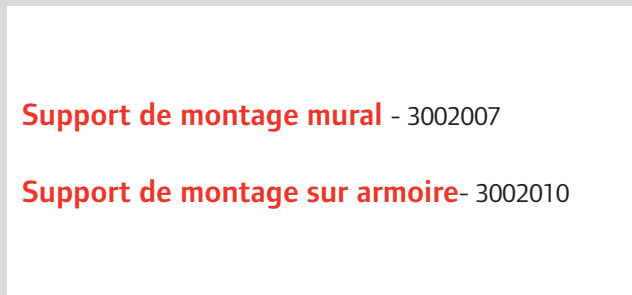 Support de montage mural - 3002007
Support de montage sur armoire- 3002010